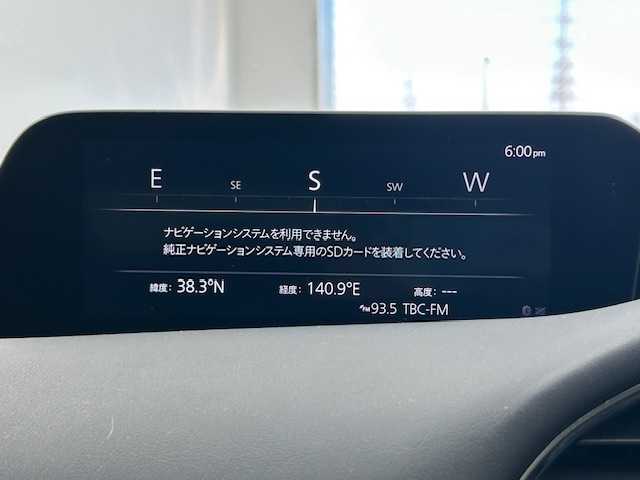 6:00pm
E SE S SW W
ナビゲーションシステムを利用できません。
純正ナビゲーションシステム専用のSDカードを装着してください。
緯度: 38.3°N 経度: 140.9°E 高度: ---
FM 93.5 TBC-FM